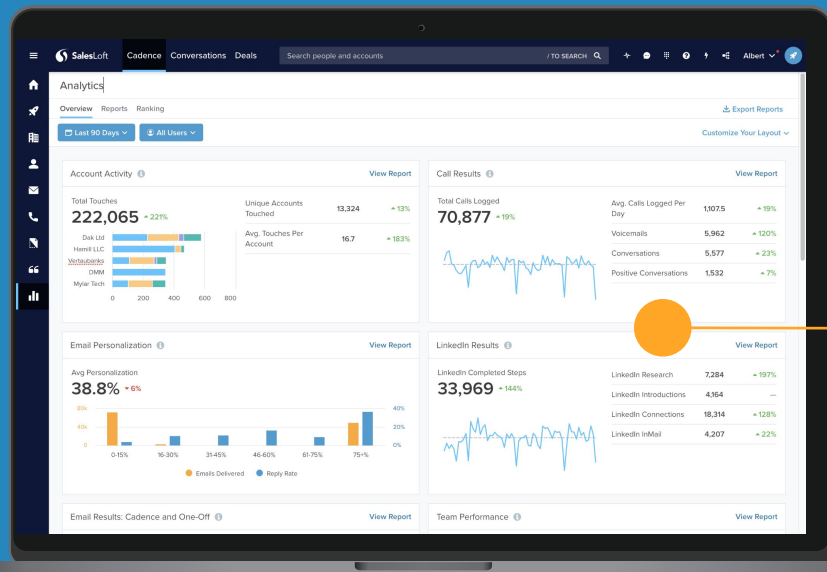 SalesLoft Cadence Conversations Deals Search people and accounts / TO SEARCH Albert
Analytics
Overview Reports Ranking Export Reports
Last 90 Days All Users Customize Your Layout
Account Activity View Report
Total Touches
222,065 221%
Unique Accounts Touched 13,324 13%
Avg. Touches Per Account 16.7 183%
Dak Ltd
Hamill LLC
Vertaubanks
OMM
Mylar Tech
0 200 400 600 800
Call Results View Report
Total Calls Logged
70,877 19%
Avg. Calls Logged Per Day 1,107.5 19%
Voicemails 5,962 120%
Conversations 5,577 23%
Positive Conversations 1,532 7%
Email Personalization View Report
Avg Personalization
38.8% 6%
80k 40%
40k 20%
0 0%
0-15% 16-30% 31-45% 46-60% 61-75% 75+%
Emails Delivered Reply Rate
LinkedIn Results View Report
LinkedIn Completed Steps
33,969 144%
LinkedIn Research 7,284 197%
LinkedIn Introductions 4,164 —
LinkedIn Connections 18,314 128%
LinkedIn InMail 4,207 22%
Email Results: Cadence and One-Off View Report
Team Performance View Report